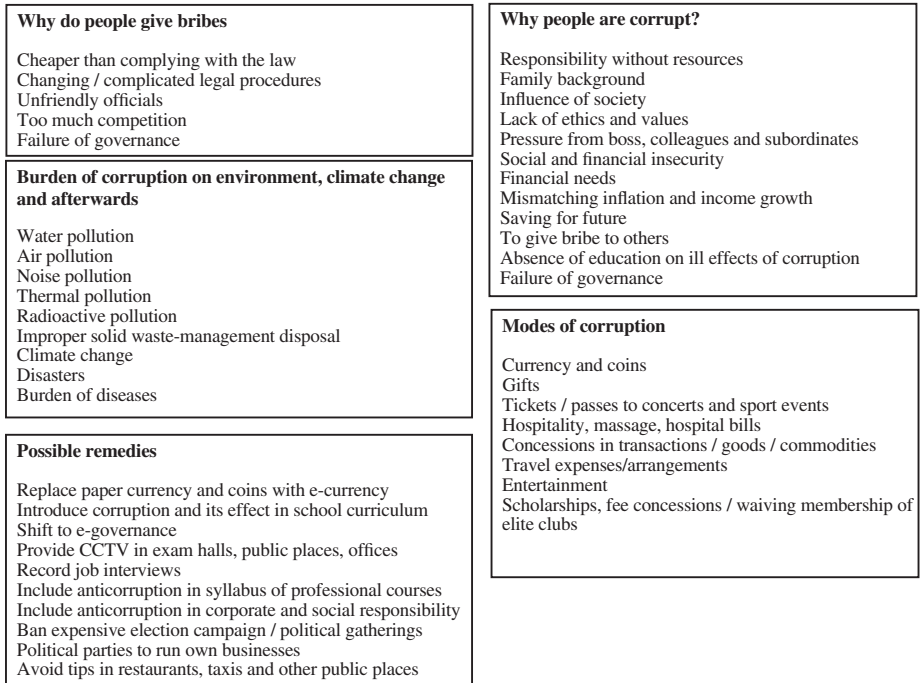 Why do people give bribes
Cheaper than complying with the law
Changing / complicated legal procedures
Unfriendly officials
Too much competition
Failure of governance
Burden of corruption on environment, climate change
and afterwards
Water pollution
Air pollution
Noise pollution
Thermal pollution
Radioactive pollution
Improper solid waste-management disposal
Climate change
Disasters
Burden of diseases
Possible remedies
Replace paper currency and coins with e-currency
Introduce corruption and its effect in school curriculum
Shift to e-governance
Provide CCTV in exam halls, public places, offices
Record job interviews
Include anticorruption in syllabus of professional courses
Include anticorruption in corporate and social responsibility
Ban expensive election campaign / political gatherings
Political parties to run own businesses
Avoid tips in restaurants, taxis and other public places
Why people are corrupt?
Responsibility without resources
Family background
Influence of society
Lack of ethics and values
Pressure from boss, colleagues and subordinates
Social and financial insecurity
Financial needs
Mismatching inflation and income growth
Saving for future
To give bribe to others
Absence of education on ill effects of corruption
Failure of governance
Modes of corruption
Currency and coins
Gifts
Tickets / passes to concerts and sport events
Hospitality, massage, hospital bills
Concessions in transactions / goods / commodities
Travel expenses/arrangements
Entertainment
Scholarships, fee concessions / waiving membership of
elite clubs